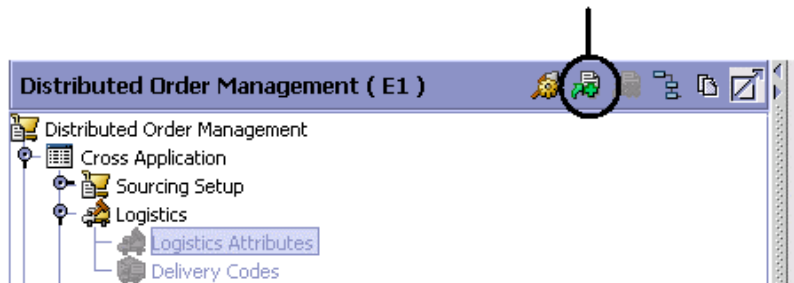 Distributed Order Management ( E1 )
Distributed Order Management
Cross Application
Sourcing Setup
Logistics
Logistics Attributes
Delivery Codes